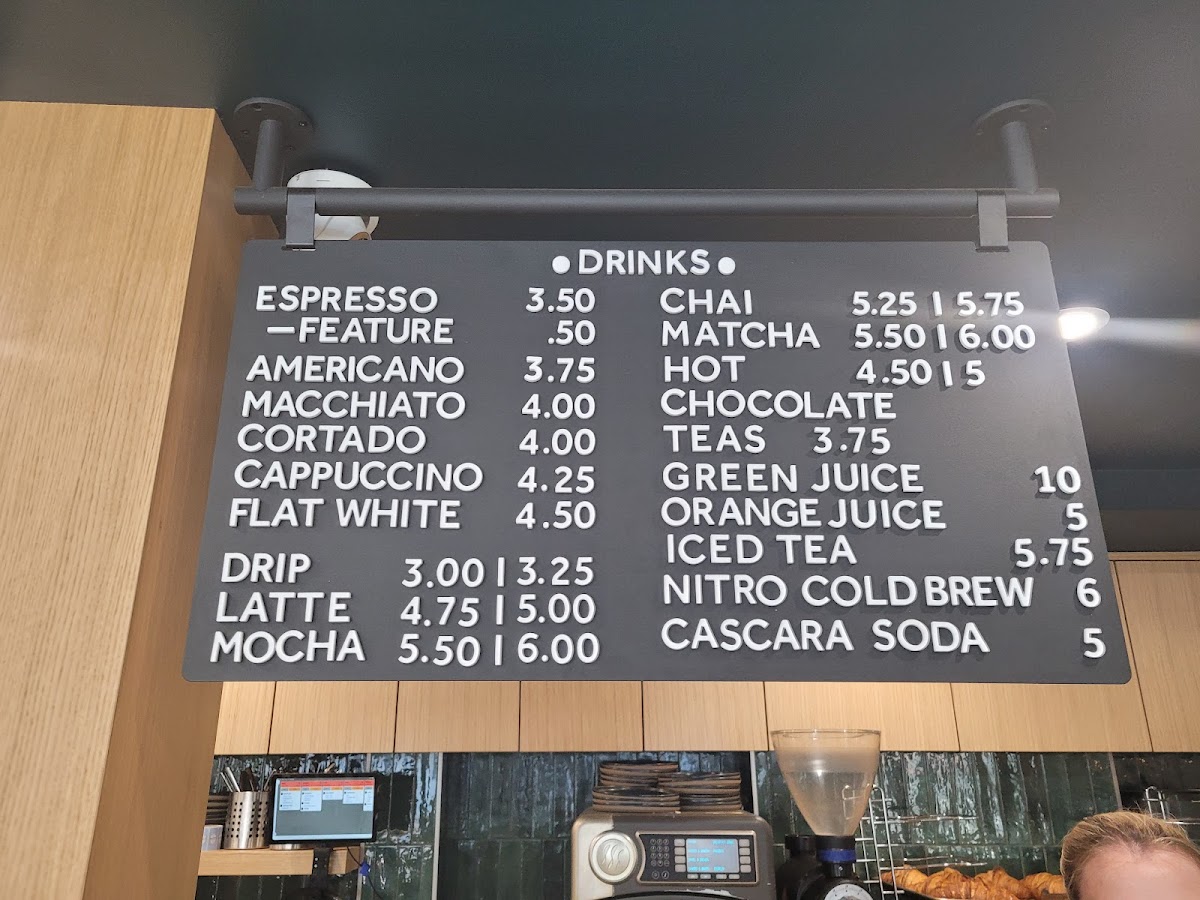 • DRINKS •
ESPRESSO 3.50
—FEATURE .50
AMERICANO 3.75
MACCHIATO 4.00
CORTADO 4.00
CAPPUCCINO 4.25
FLAT WHITE 4.50
DRIP 3.00 | 3.25
LATTE 4.75 | 5.00
MOCHA 5.50 | 6.00
CHAI 5.25 | 5.75
MATCHA 5.50 | 6.00
HOT 4.50 | 5
CHOCOLATE
TEAS 3.75
GREEN JUICE 10
ORANGE JUICE 5
ICED TEA 5.75
NITRO COLD BREW 6
CASCARA SODA 5